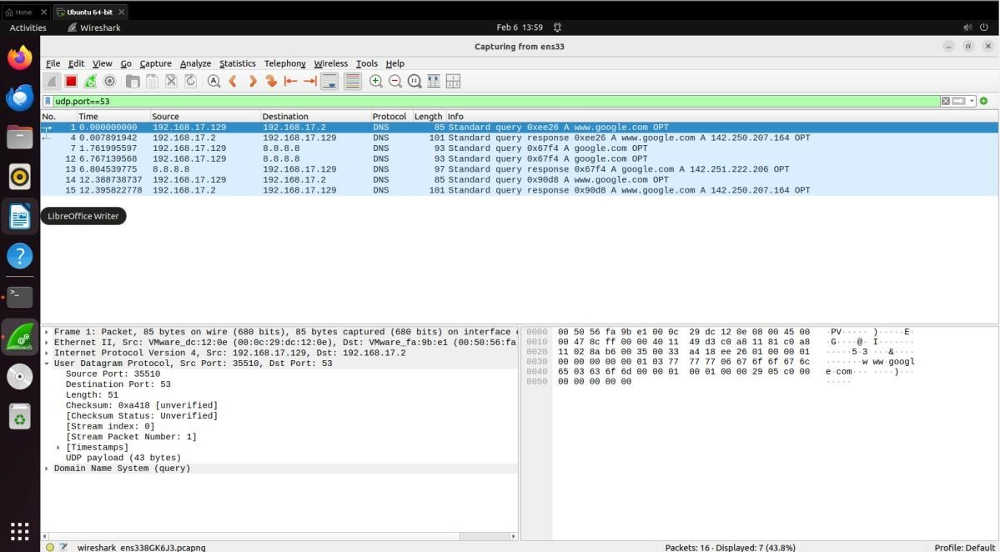 Home Ubuntu 64-bit
Activities Wireshark Feb 6 13:59
Capturing from ens33
File Edit View Go Capture Analyze Statistics Telephony Wireless Tools Help
udp.port==53
No. Time Source Destination Protocol Length Info
1 0.000000000 192.168.17.129 192.168.17.2 DNS 85 Standard query 0xee26 A www.google.com OPT
4 0.007891942 192.168.17.2 192.168.17.129 DNS 101 Standard query response 0xee26 A www.google.com A 142.250.207.164 OPT
7 1.761995597 192.168.17.129 8.8.8.8 DNS 93 Standard query 0x67f4 A google.com OPT
12 6.767139568 192.168.17.129 8.8.8.8 DNS 93 Standard query 0x67f4 A google.com OPT
13 6.804539775 8.8.8.8 192.168.17.129 DNS 97 Standard query response 0x67f4 A google.com A 142.251.222.206 OPT
14 12.388738737 192.168.17.129 192.168.17.2 DNS 85 Standard query 0x90d8 A www.google.com OPT
15 12.395822778 192.168.17.2 192.168.17.129 DNS 101 Standard query response 0x90d8 A www.google.com A 142.250.207.164 OPT
LibreOffice Writer
Frame 1: Packet, 85 bytes on wire (680 bits), 85 bytes captured (680 bits) on interface
Ethernet II, Src: VMware_dc:12:0e (00:0c:29:dc:12:0e), Dst: VMware_fa:9b:e1 (00:50:56:fa
Internet Protocol Version 4, Src: 192.168.17.129, Dst: 192.168.17.2
User Datagram Protocol, Src Port: 35510, Dst Port: 53
Source Port: 35510
Destination Port: 53
Length: 51
Checksum: 0xa418 [unverified]
[Checksum Status: Unverified]
[Stream index: 0]
[Stream Packet Number: 1]
[Timestamps]
UDP payload (43 bytes)
Domain Name System (query)
0000 00 50 56 fa 9b e1 00 0c 29 dc 12 0e 08 00 45 00 ·PV·····)·····E·
0010 00 47 8c ff 00 00 40 11 49 d3 c0 a8 11 81 c0 a8 ·G····@·I·······
0020 11 02 8a b6 00 35 00 33 a4 18 ee 26 01 00 00 01 ·····5·3···&····
0030 00 00 00 00 00 01 03 77 77 77 06 67 6f 6f 67 6c ·······w ww·googl
0040 65 03 63 6f 6d 00 00 01 00 01 00 00 29 05 c0 00 e·com·······)···
0050 00 00 00 00 00 ·····
wireshark_ens338GK6J3.pcapng Packets: 16 · Displayed: 7 (43.8%) Profile: Default